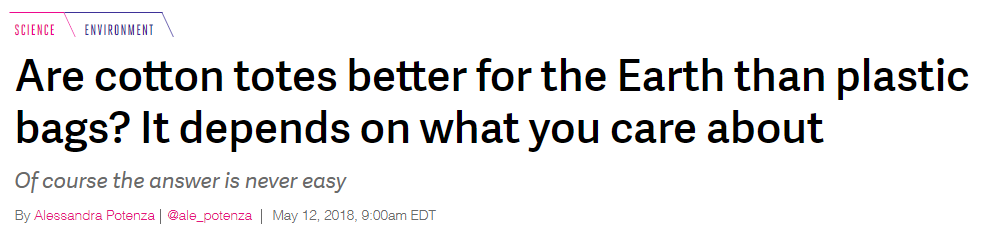 SCIENCE ENVIRONMENT
Are cotton totes better for the Earth than plastic
bags? It depends on what you care about
Of course the answer is never easy
By Alessandra Potenza | @ale_potenza | May 12, 2018, 9:00am EDT